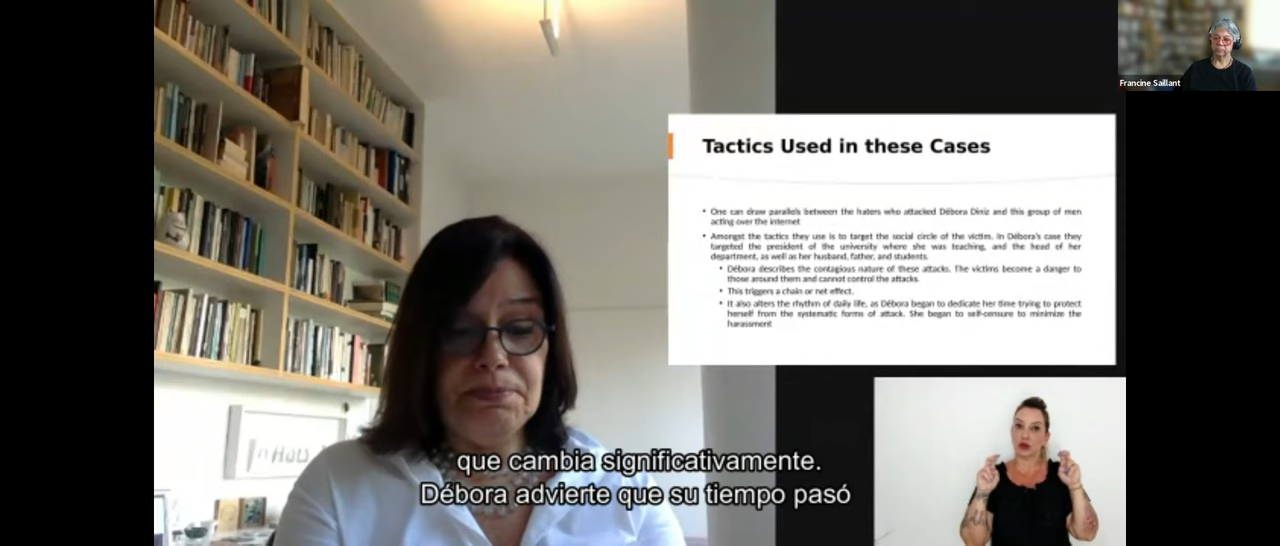 Francine Saillant
Tactics Used in these Cases
• One can draw parallels between the haters who attacked Débora Diniz and this group of men
acting over the internet
• Amongst the tactics they use is to target the social circle of the victim. In Débora's case they
targeted the president of the university where she was teaching, and the head of her
department, as well as her husband, father, and students.
• Débora describes the contagious nature of these attacks. The victims become a danger to
those around them and cannot control the attacks.
• This triggers a chain or net effect.
• It also alters the rhythm of daily life, as Débora began to dedicate her time trying to protect
herself from the systematic forms of attack. She began to self-censure to minimize the
harassment
que cambia significativamente.
Débora advierte que su tiempo pasó